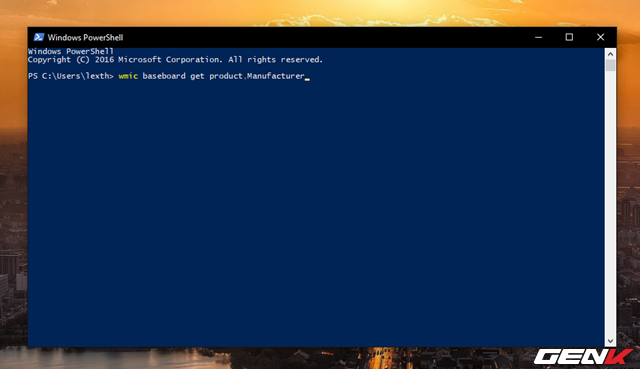 Windows PowerShell
Windows PowerShell
Copyright (C) 2016 Microsoft Corporation. All rights reserved.
PS C:\Users\lexth> wmic baseboard get product,Manufacturer_
GENK